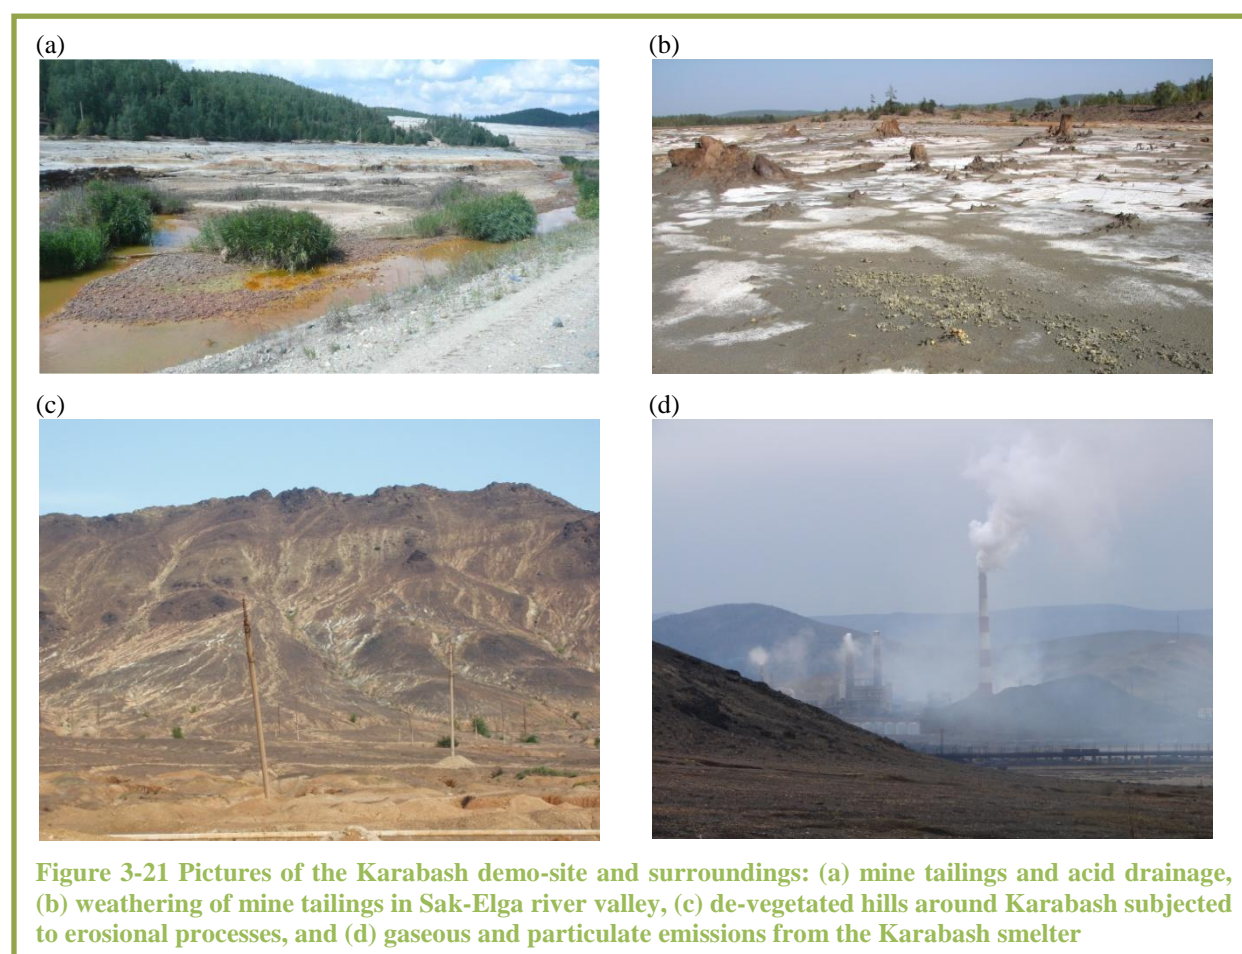 (a)
(b)
(c)
(d)
Figure 3-21 Pictures of the Karabash demo-site and surroundings: (a) mine tailings and acid drainage,
(b) weathering of mine tailings in Sak-Elga river valley, (c) de-vegetated hills around Karabash subjected
to erosional processes, and (d) gaseous and particulate emissions from the Karabash smelter